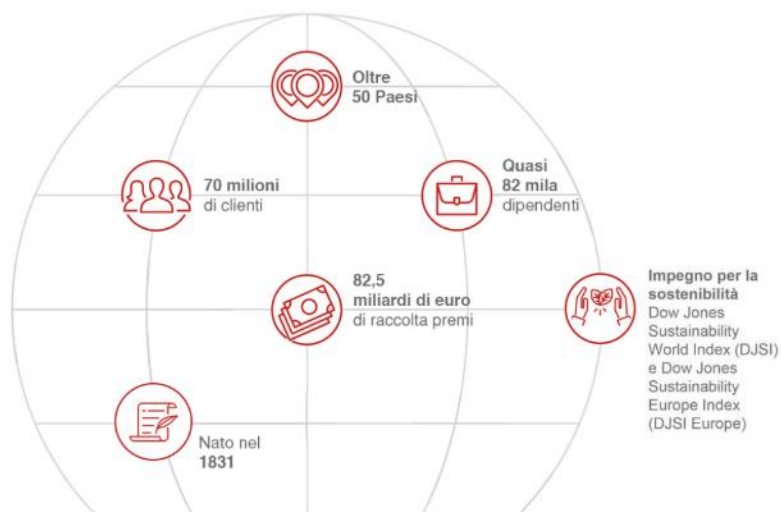 Oltre
50 Paesi
70 milioni
di clienti
Quasi
82 mila
dipendenti
82,5
miliardi di euro
di raccolta premi
Impegno per la
sostenibilità
Dow Jones
Sustainability
World Index (DJSI)
e Dow Jones
Sustainability
Europe Index
(DJSI Europe)
Nato nel
1831